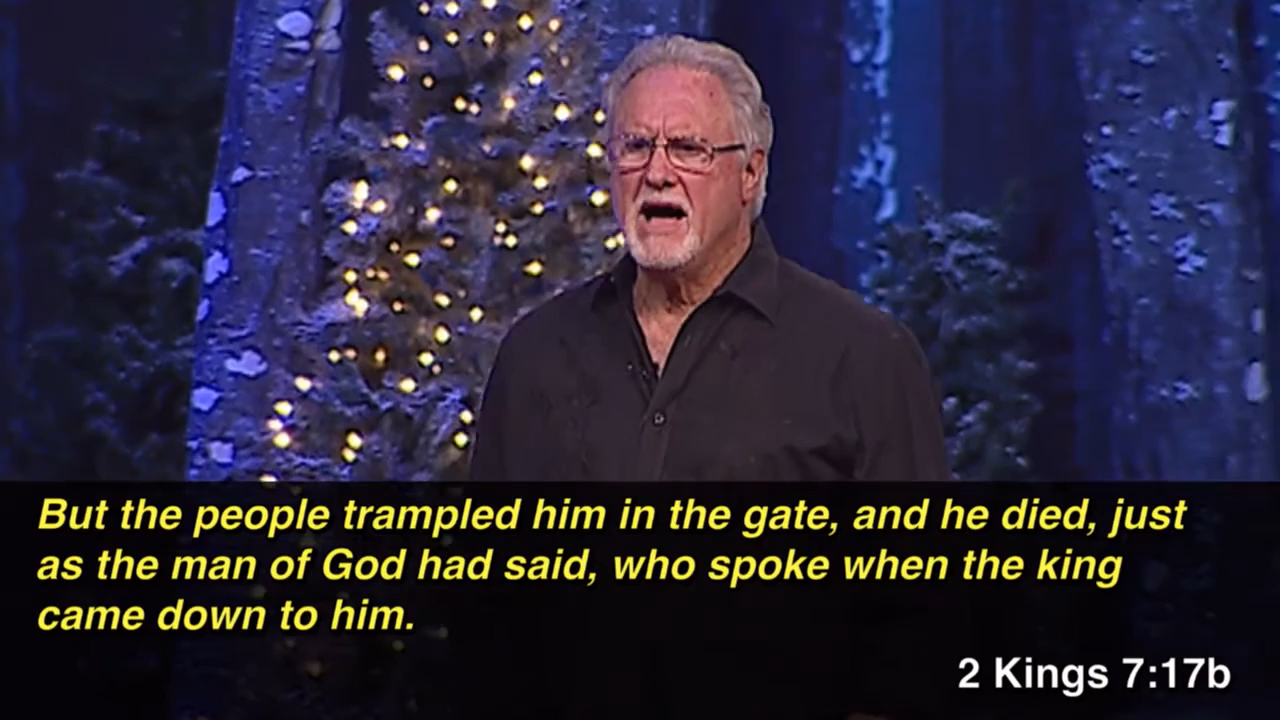 But the people trampled him in the gate, and he died, just
as the man of God had said, who spoke when the king
came down to him.
2 Kings 7:17b